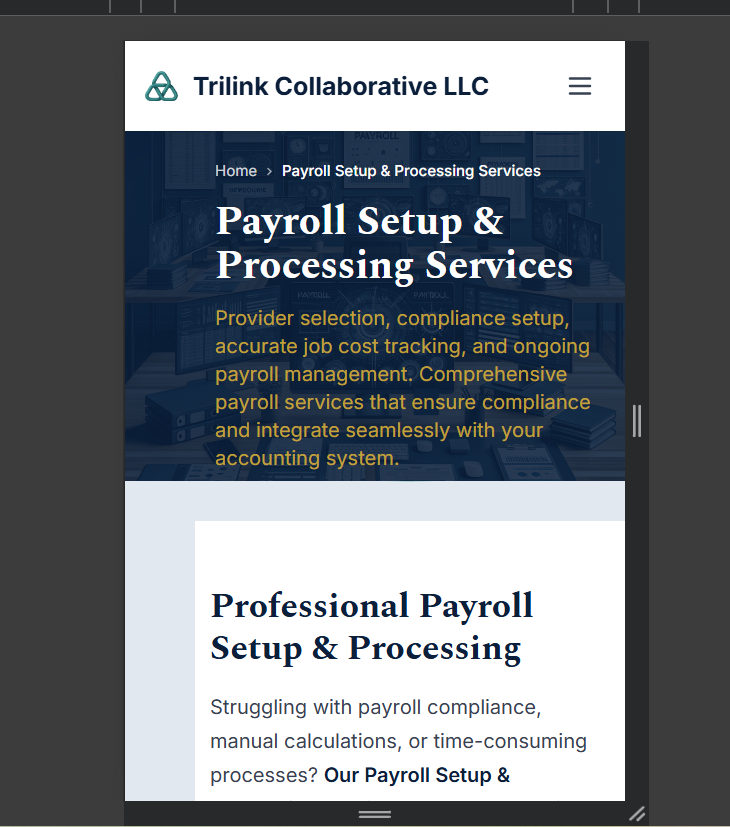 Trilink Collaborative LLC
Home › Payroll Setup & Processing Services
Payroll Setup &
Processing Services
Provider selection, compliance setup,
accurate job cost tracking, and ongoing
payroll management. Comprehensive
payroll services that ensure compliance
and integrate seamlessly with your
accounting system.
Professional Payroll
Setup & Processing
Struggling with payroll compliance,
manual calculations, or time-consuming
processes? Our Payroll Setup &